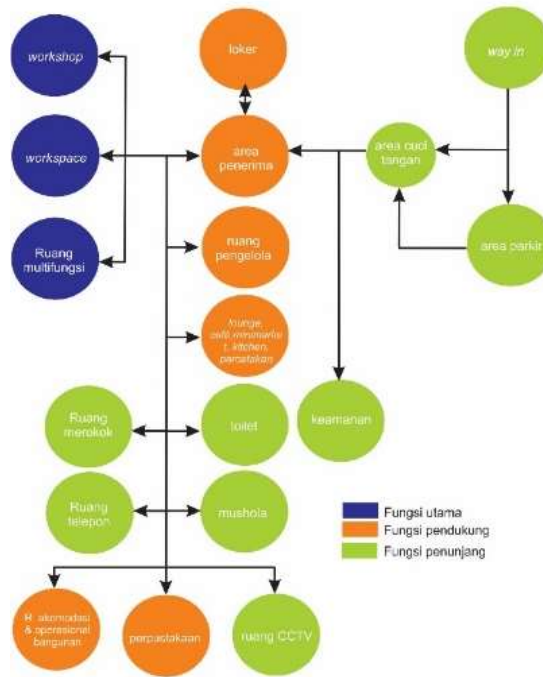 workshop
loker
way in
workspace
area
penerima
area cuci
tangan
Ruang
multifungsi
ruang
pengelola
area parkir
lounge,
café,minimarke
t, kitchen,
percetakan
Ruang
merokok
toilet
keamanan
Ruang
telepon
mushola
Fungsi utama
Fungsi pendukung
Fungsi penunjang
R. akomodasi
& operasional
bangunan
perpustakaan
ruang CCTV